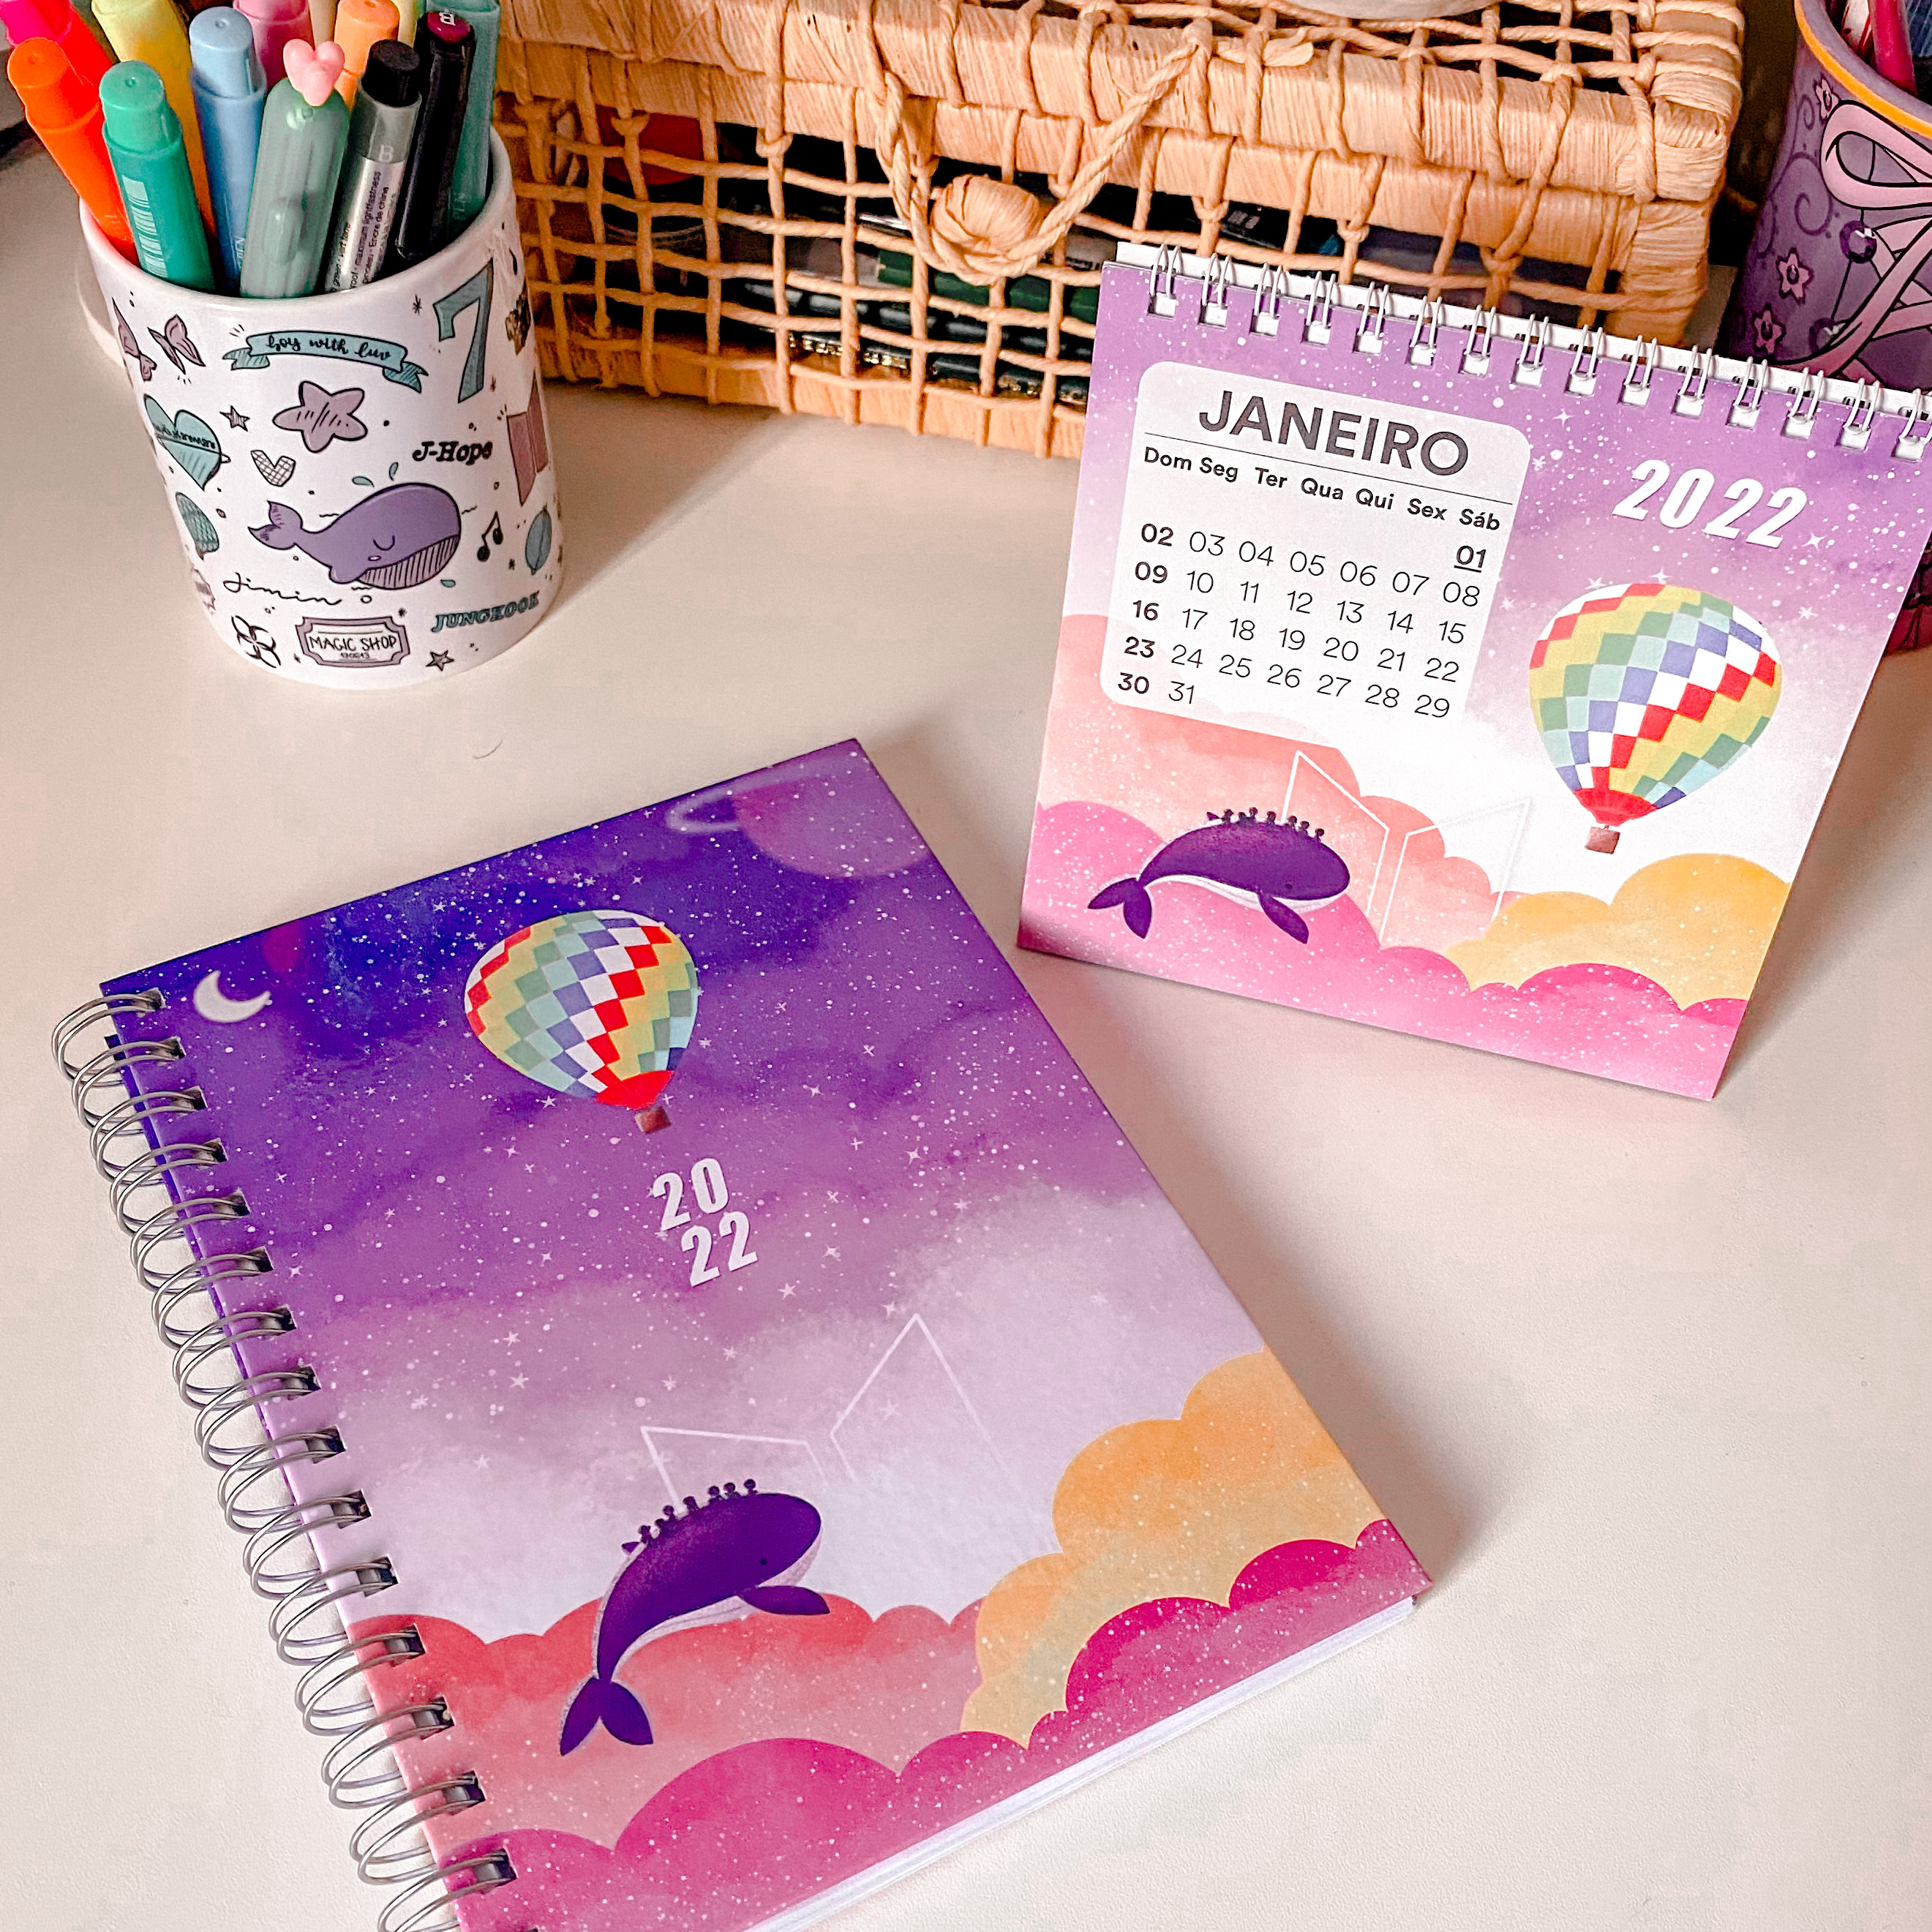 boy with luv
7
J-Hope
Jimin
JUNGKOOK
MAGIC SHOP
B
maximum lightfastness
JANEIRO
2022
Dom Seg Ter Qua Qui Sex Sáb
01
02 03 04 05 06 07 08
09 10 11 12 13 14 15
16 17 18 19 20 21 22
23 24 25 26 27 28 29
30 31
20
22